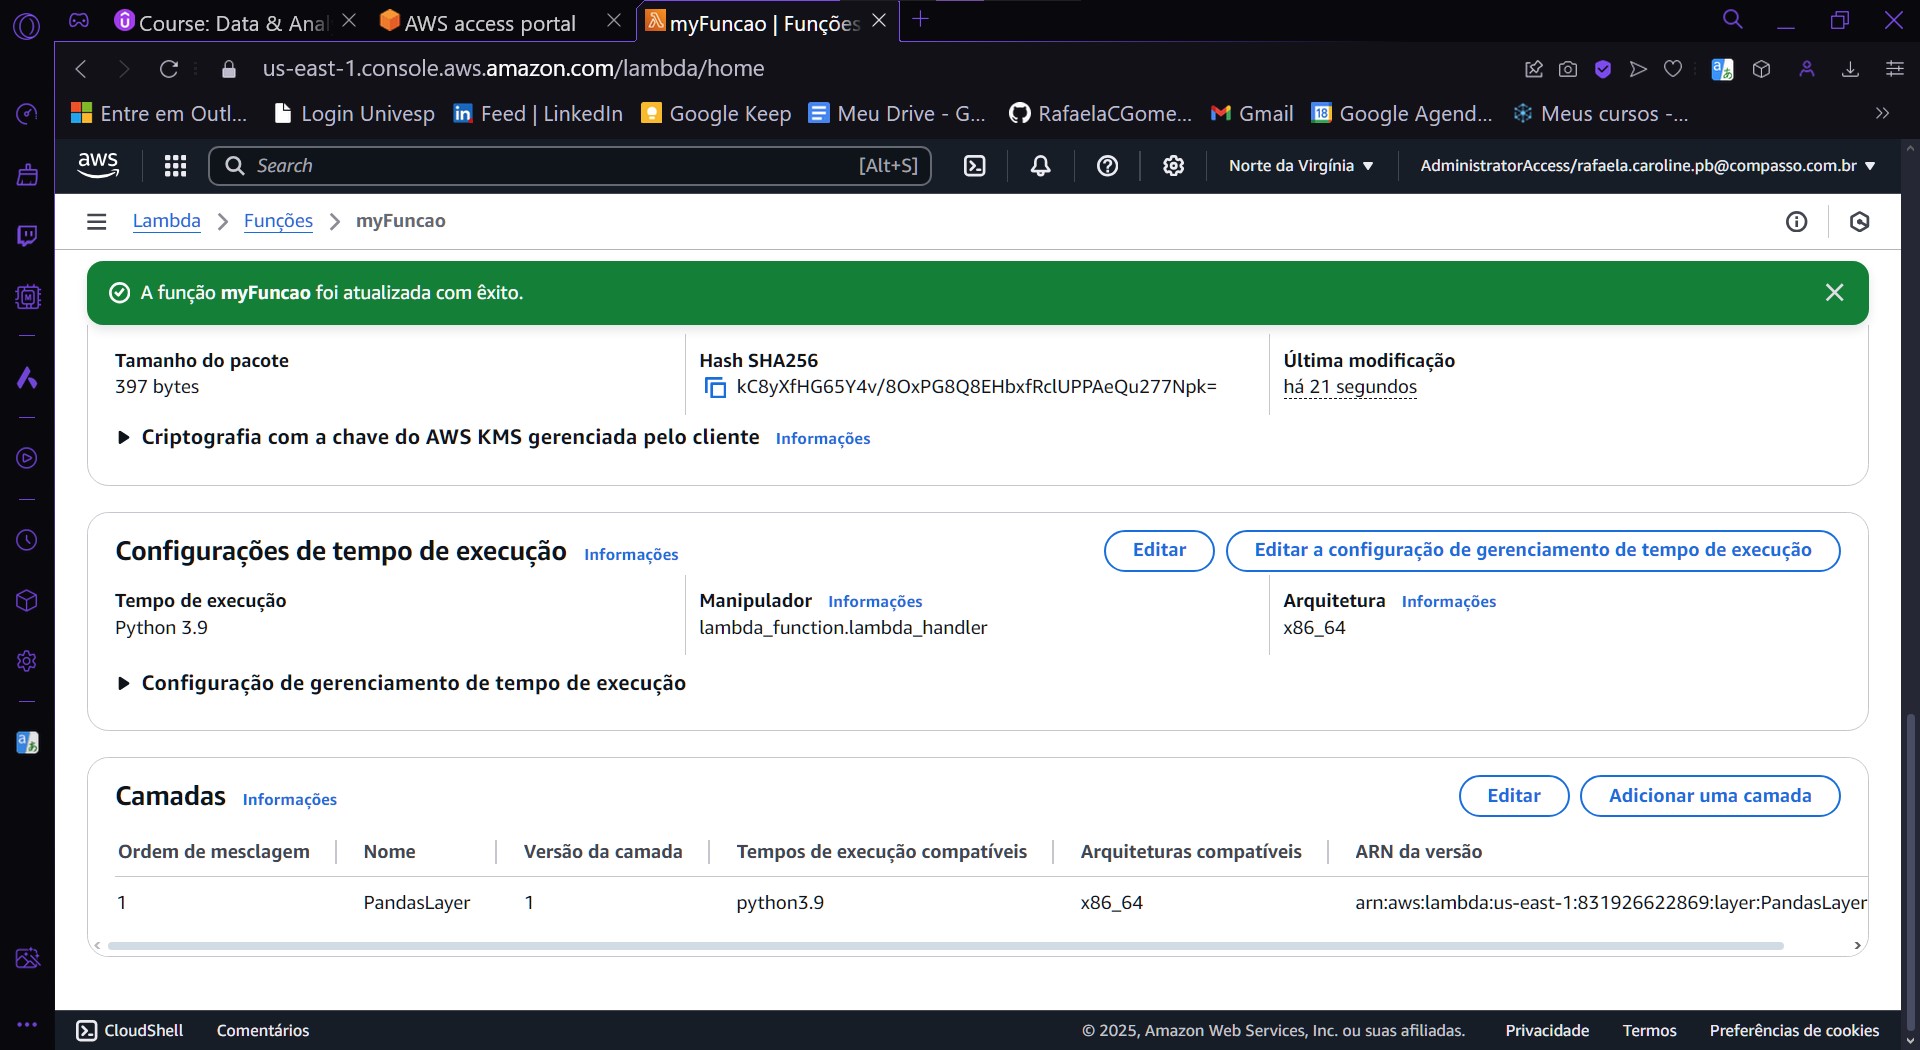 Course: Data & Anal
AWS access portal
myFuncao | Funções
us-east-1.console.aws.amazon.com/lambda/home
Entre em Outl...
Login Univesp
Feed | LinkedIn
Google Keep
Meu Drive - G...
RafaelaCGome...
Gmail
Google Agend...
Meus cursos -...
aws
Search
[Alt+S]
Norte da Virgínia
AdministratorAccess/rafaela.caroline.pb@compasso.com.br
Lambda
Funções
myFuncao
A função myFuncao foi atualizada com êxito.
Tamanho do pacote
397 bytes
Hash SHA256
kC8yXfHG65Y4v/8OxPG8Q8EHbxfRclUPPAeQu277Npk=
Última modificação
há 21 segundos
Criptografia com a chave do AWS KMS gerenciada pelo cliente Informações
Configurações de tempo de execução Informações
Editar
Editar a configuração de gerenciamento de tempo de execução
Tempo de execução
Python 3.9
Manipulador Informações
lambda_function.lambda_handler
Arquitetura Informações
x86_64
Configuração de gerenciamento de tempo de execução
Camadas Informações
Editar
Adicionar uma camada
Ordem de mesclagem
Nome
Versão da camada
Tempos de execução compatíveis
Arquiteturas compatíveis
ARN da versão
1
PandasLayer
1
python3.9
x86_64
arn:aws:lambda:us-east-1:831926622869:layer:PandasLayer
CloudShell
Comentários
© 2025, Amazon Web Services, Inc. ou suas afiliadas.
Privacidade
Termos
Preferências de cookies